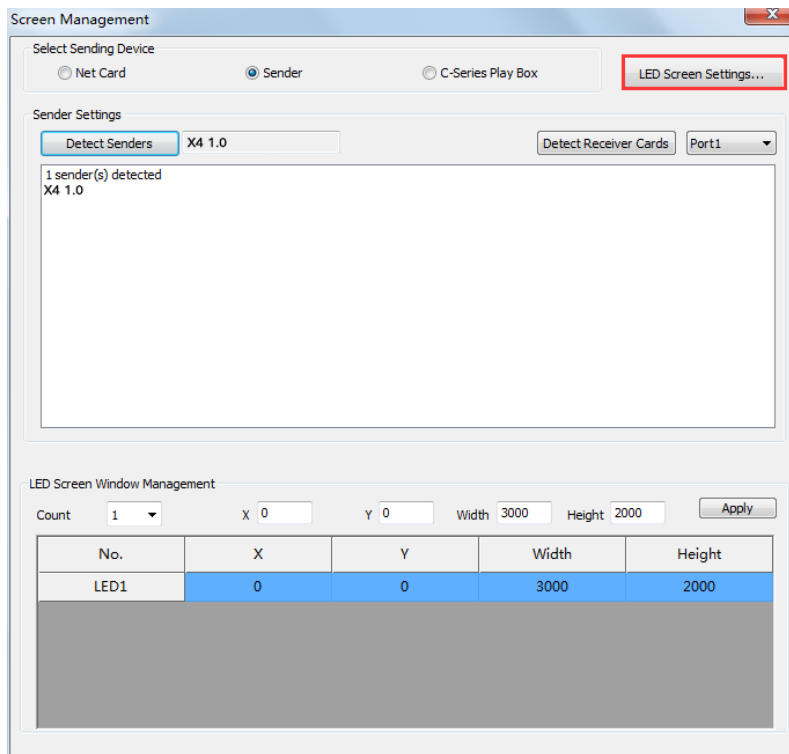 Screen Management
x
Select Sending Device
Net Card Sender C-Series Play Box LED Screen Settings...
Sender Settings
Detect Senders X4 1.0 Detect Receiver Cards Port1
1 sender(s) detected
X4 1.0
LED Screen Window Management
Count 1 X 0 Y 0 Width 3000 Height 2000 Apply
No. X Y Width Height
LED1 0 0 3000 2000